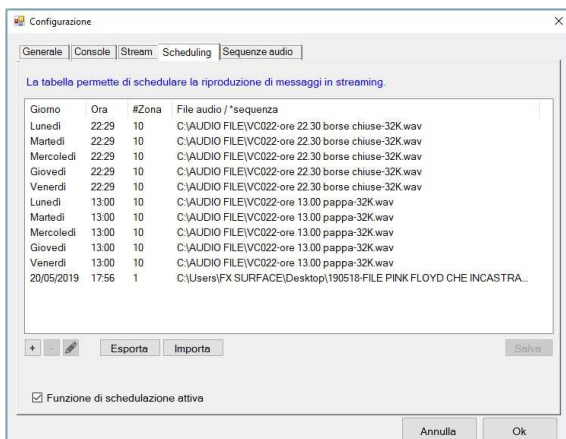 Configurazione
Generale Console Stream Scheduling Sequenze audio
La tabella permette di schedulare la riproduzione di messaggi in streaming.
Giorno Ora #Zona File audio / *sequenza
Lunedì 22:29 10 C:\AUDIO FILE\VC022-ore 22.30 borse chiuse-32K.wav
Martedì 22:29 10 C:\AUDIO FILE\VC022-ore 22.30 borse chiuse-32K.wav
Mercoledì 22:29 10 C:\AUDIO FILE\VC022-ore 22.30 borse chiuse-32K.wav
Giovedì 22:29 10 C:\AUDIO FILE\VC022-ore 22.30 borse chiuse-32K.wav
Venerdì 22:29 10 C:\AUDIO FILE\VC022-ore 22.30 borse chiuse-32K.wav
Lunedì 13:00 10 C:\AUDIO FILE\VC022-ore 13.00 pappa-32K.wav
Martedì 13:00 10 C:\AUDIO FILE\VC022-ore 13.00 pappa-32K.wav
Mercoledì 13:00 10 C:\AUDIO FILE\VC022-ore 13.00 pappa-32K.wav
Giovedì 13:00 10 C:\AUDIO FILE\VC022-ore 13.00 pappa-32K.wav
Venerdì 13:00 10 C:\AUDIO FILE\VC022-ore 13.00 pappa-32K.wav
20/05/2019 17:56 1 C:\Users\FX SURFACE\Desktop\190518-FILE PINK FLOYD CHE INCASTRA...
+ - Esporta Importa Salva
Funzione di schedulazione attiva
Annulla Ok